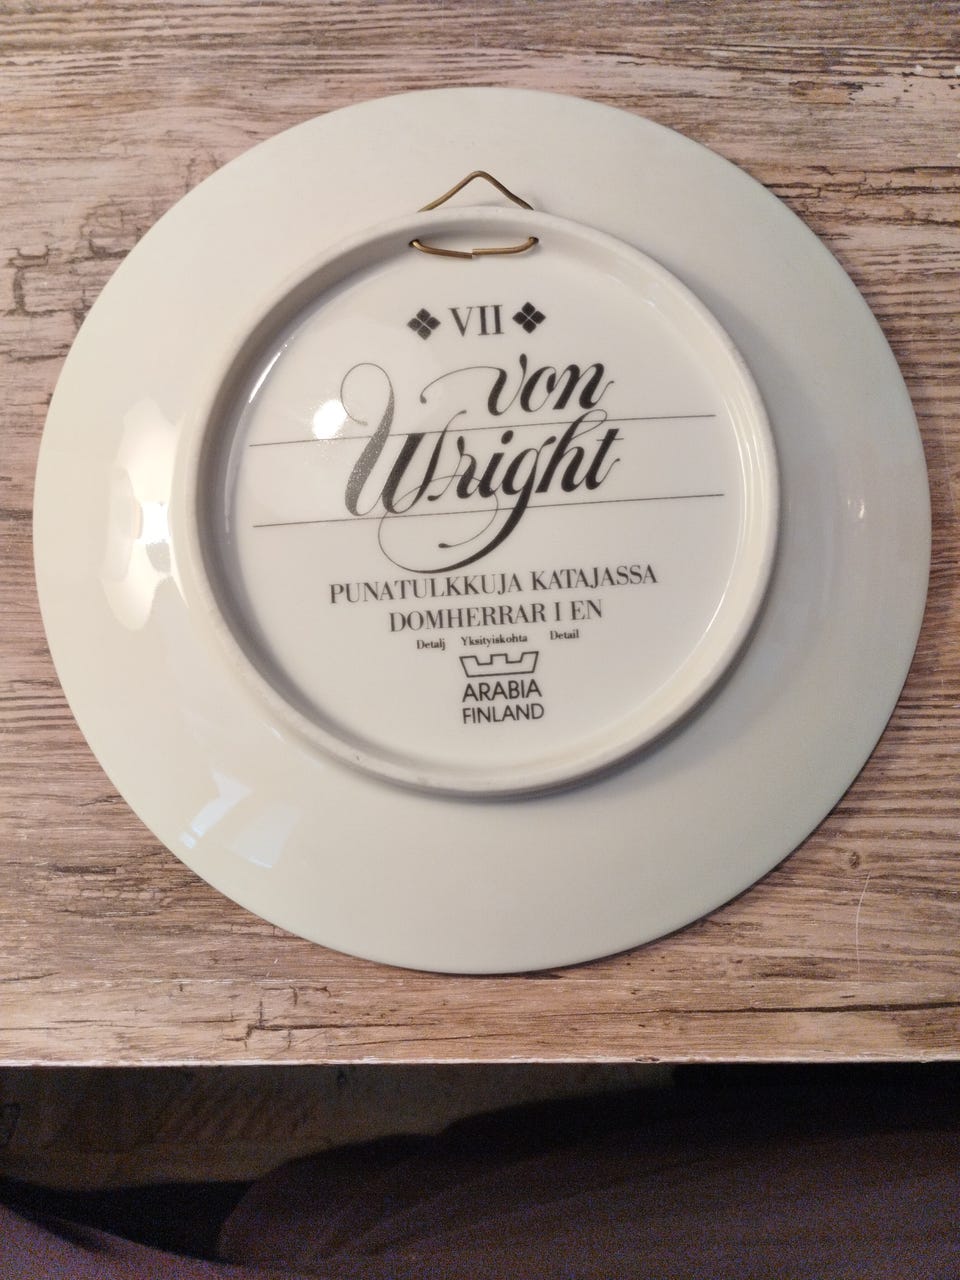 VII
von
Wright
PUNATULKKUJA KATAJASSA
DOMHERRAR I EN
Detalj Yksityiskohta Detail
ARABIA
FINLAND